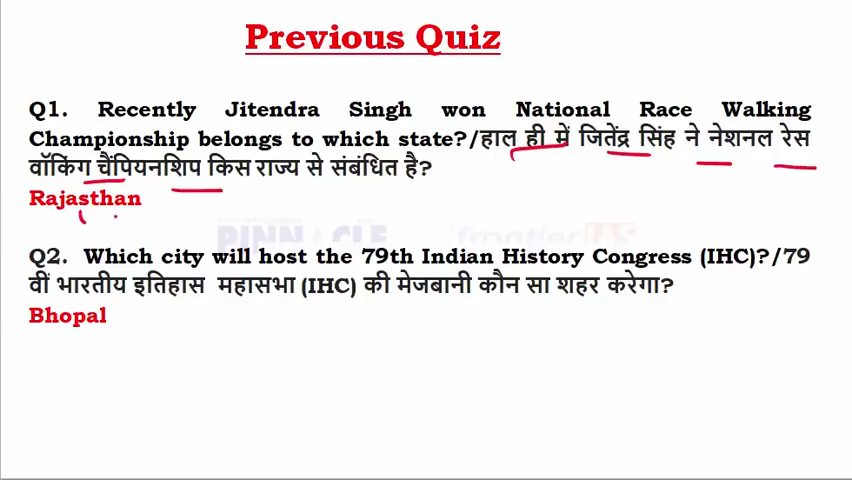 Previous Quiz
Q1. Recently Jitendra Singh won National Race Walking
Championship belongs to which state?/हाल ही में जितेंद्र सिंह ने नेशनल रेस
वॉकिंग चैंपियनशिप किस राज्य से संबंधित है?
Rajasthan
Q2. Which city will host the 79th Indian History Congress (IHC)?/79
वीं भारतीय इतिहास महासभा (IHC) की मेजबानी कौन सा शहर करेगा?
Bhopal